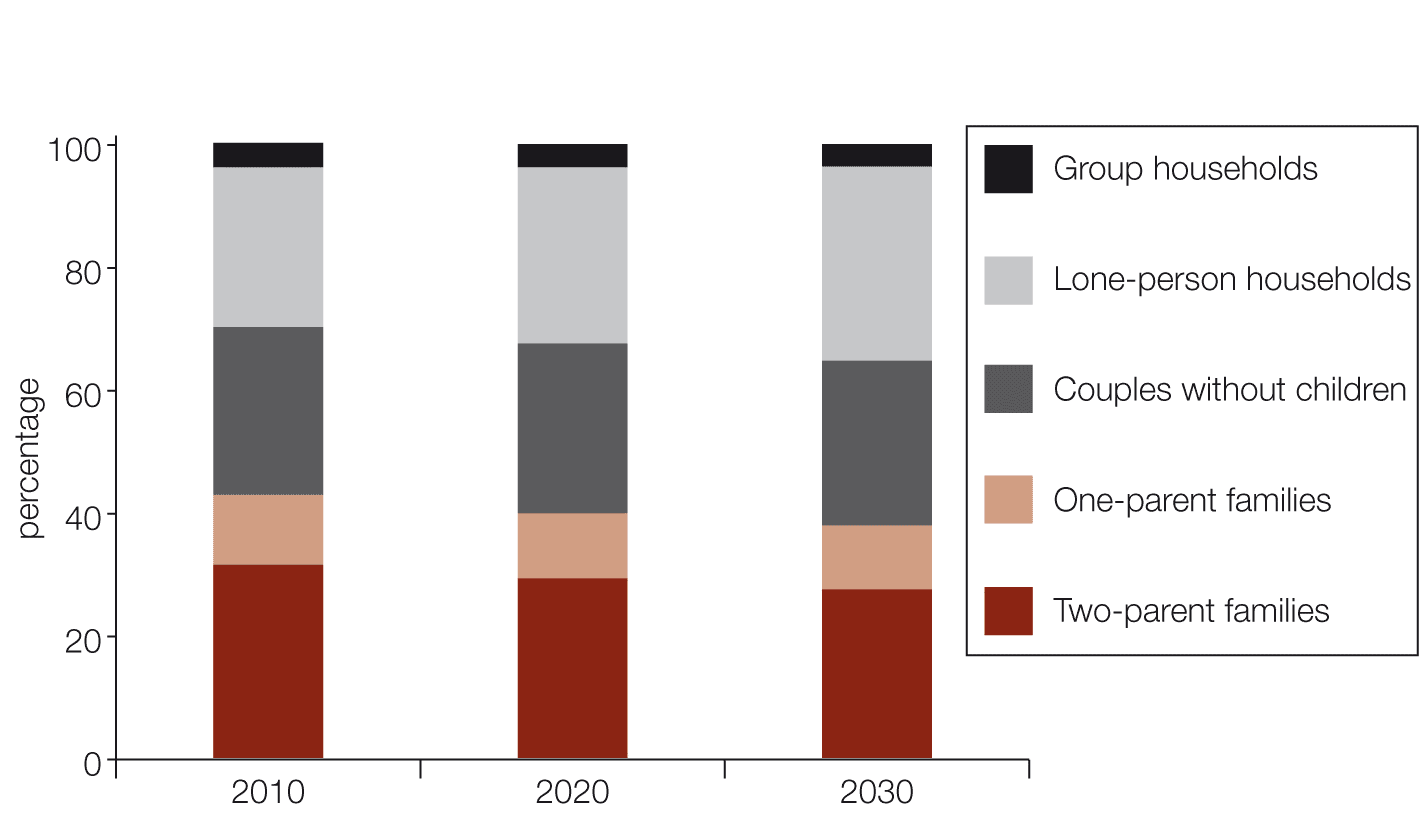 100
80
60
40
20
0
percentage
2010
2020
2030
Group households
Lone-person households
Couples without children
One-parent families
Two-parent families